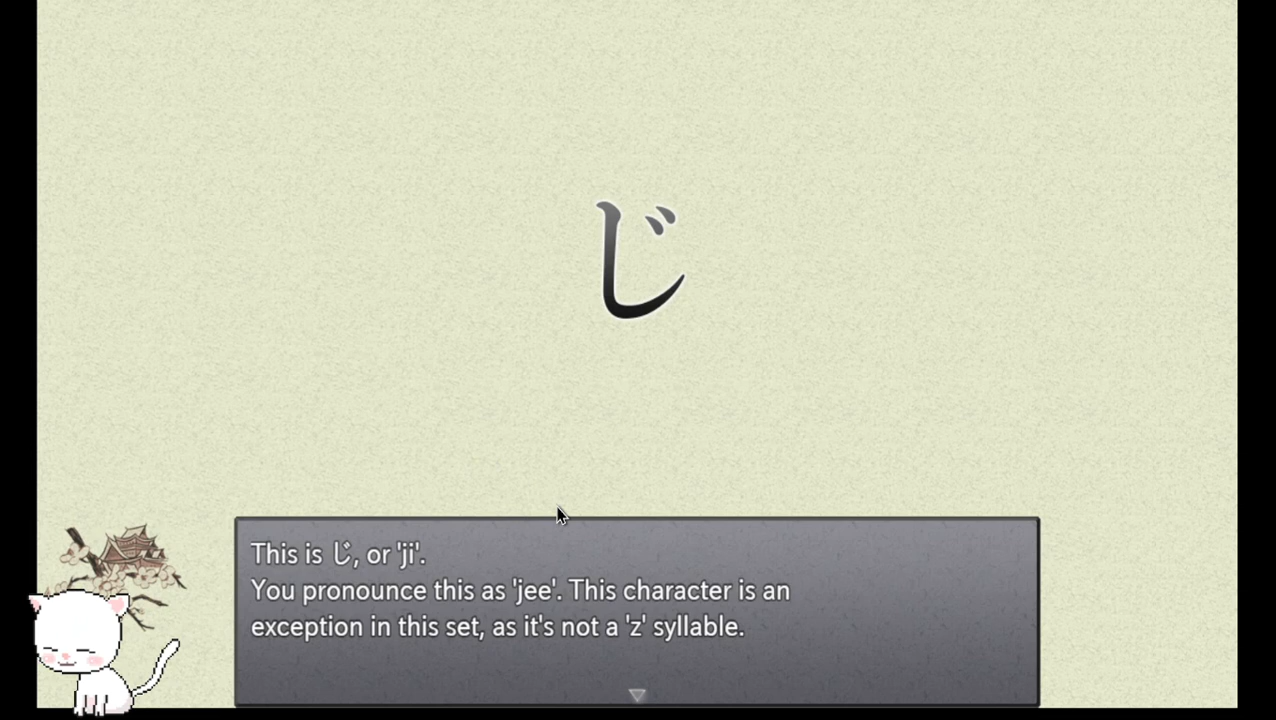 じ
This is じ, or 'ji'.
You pronounce this as 'jee'. This character is an
exception in this set, as it's not a 'z' syllable.